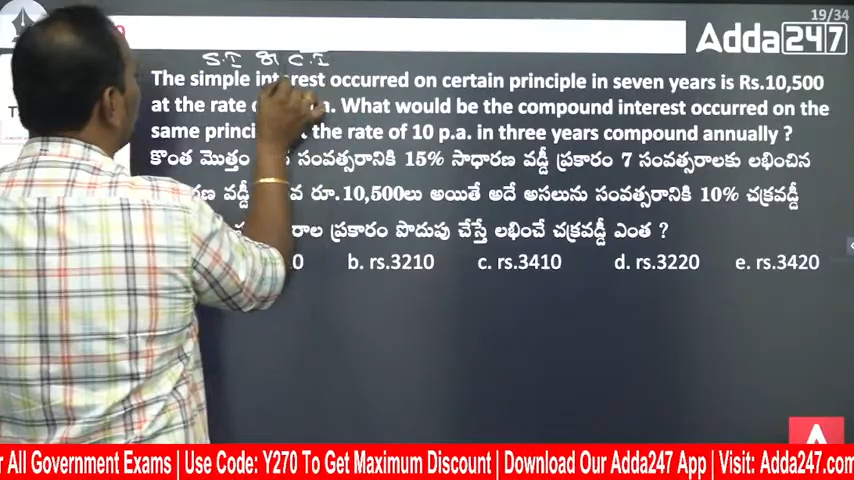 19/34
Adda247
S.I & C.I
The simple interest occurred on certain principle in seven years is Rs.10,500
at the rate a. What would be the compound interest occurred on the
same princi the rate of 10 p.a. in three years compound annually ?
కొంత మొత్తం సంవత్సరానికి 15% సాధారణ వడ్డీ ప్రకారం 7 సంవత్సరాలకు లభించిన
రూ.10,500లు అయితే అదే అసలును సంవత్సరానికి 10% చక్రవడ్డీ
ప్రకారం పొదుపు చేస్తే లభించే చక్రవడ్డీ ఎంత ?
0 b. rs.3210 c. rs.3410 d. rs.3220 e. rs.3420
r All Government Exams | Use Code: Y270 To Get Maximum Discount | Download Our Adda247 App | Visit: Adda247.com